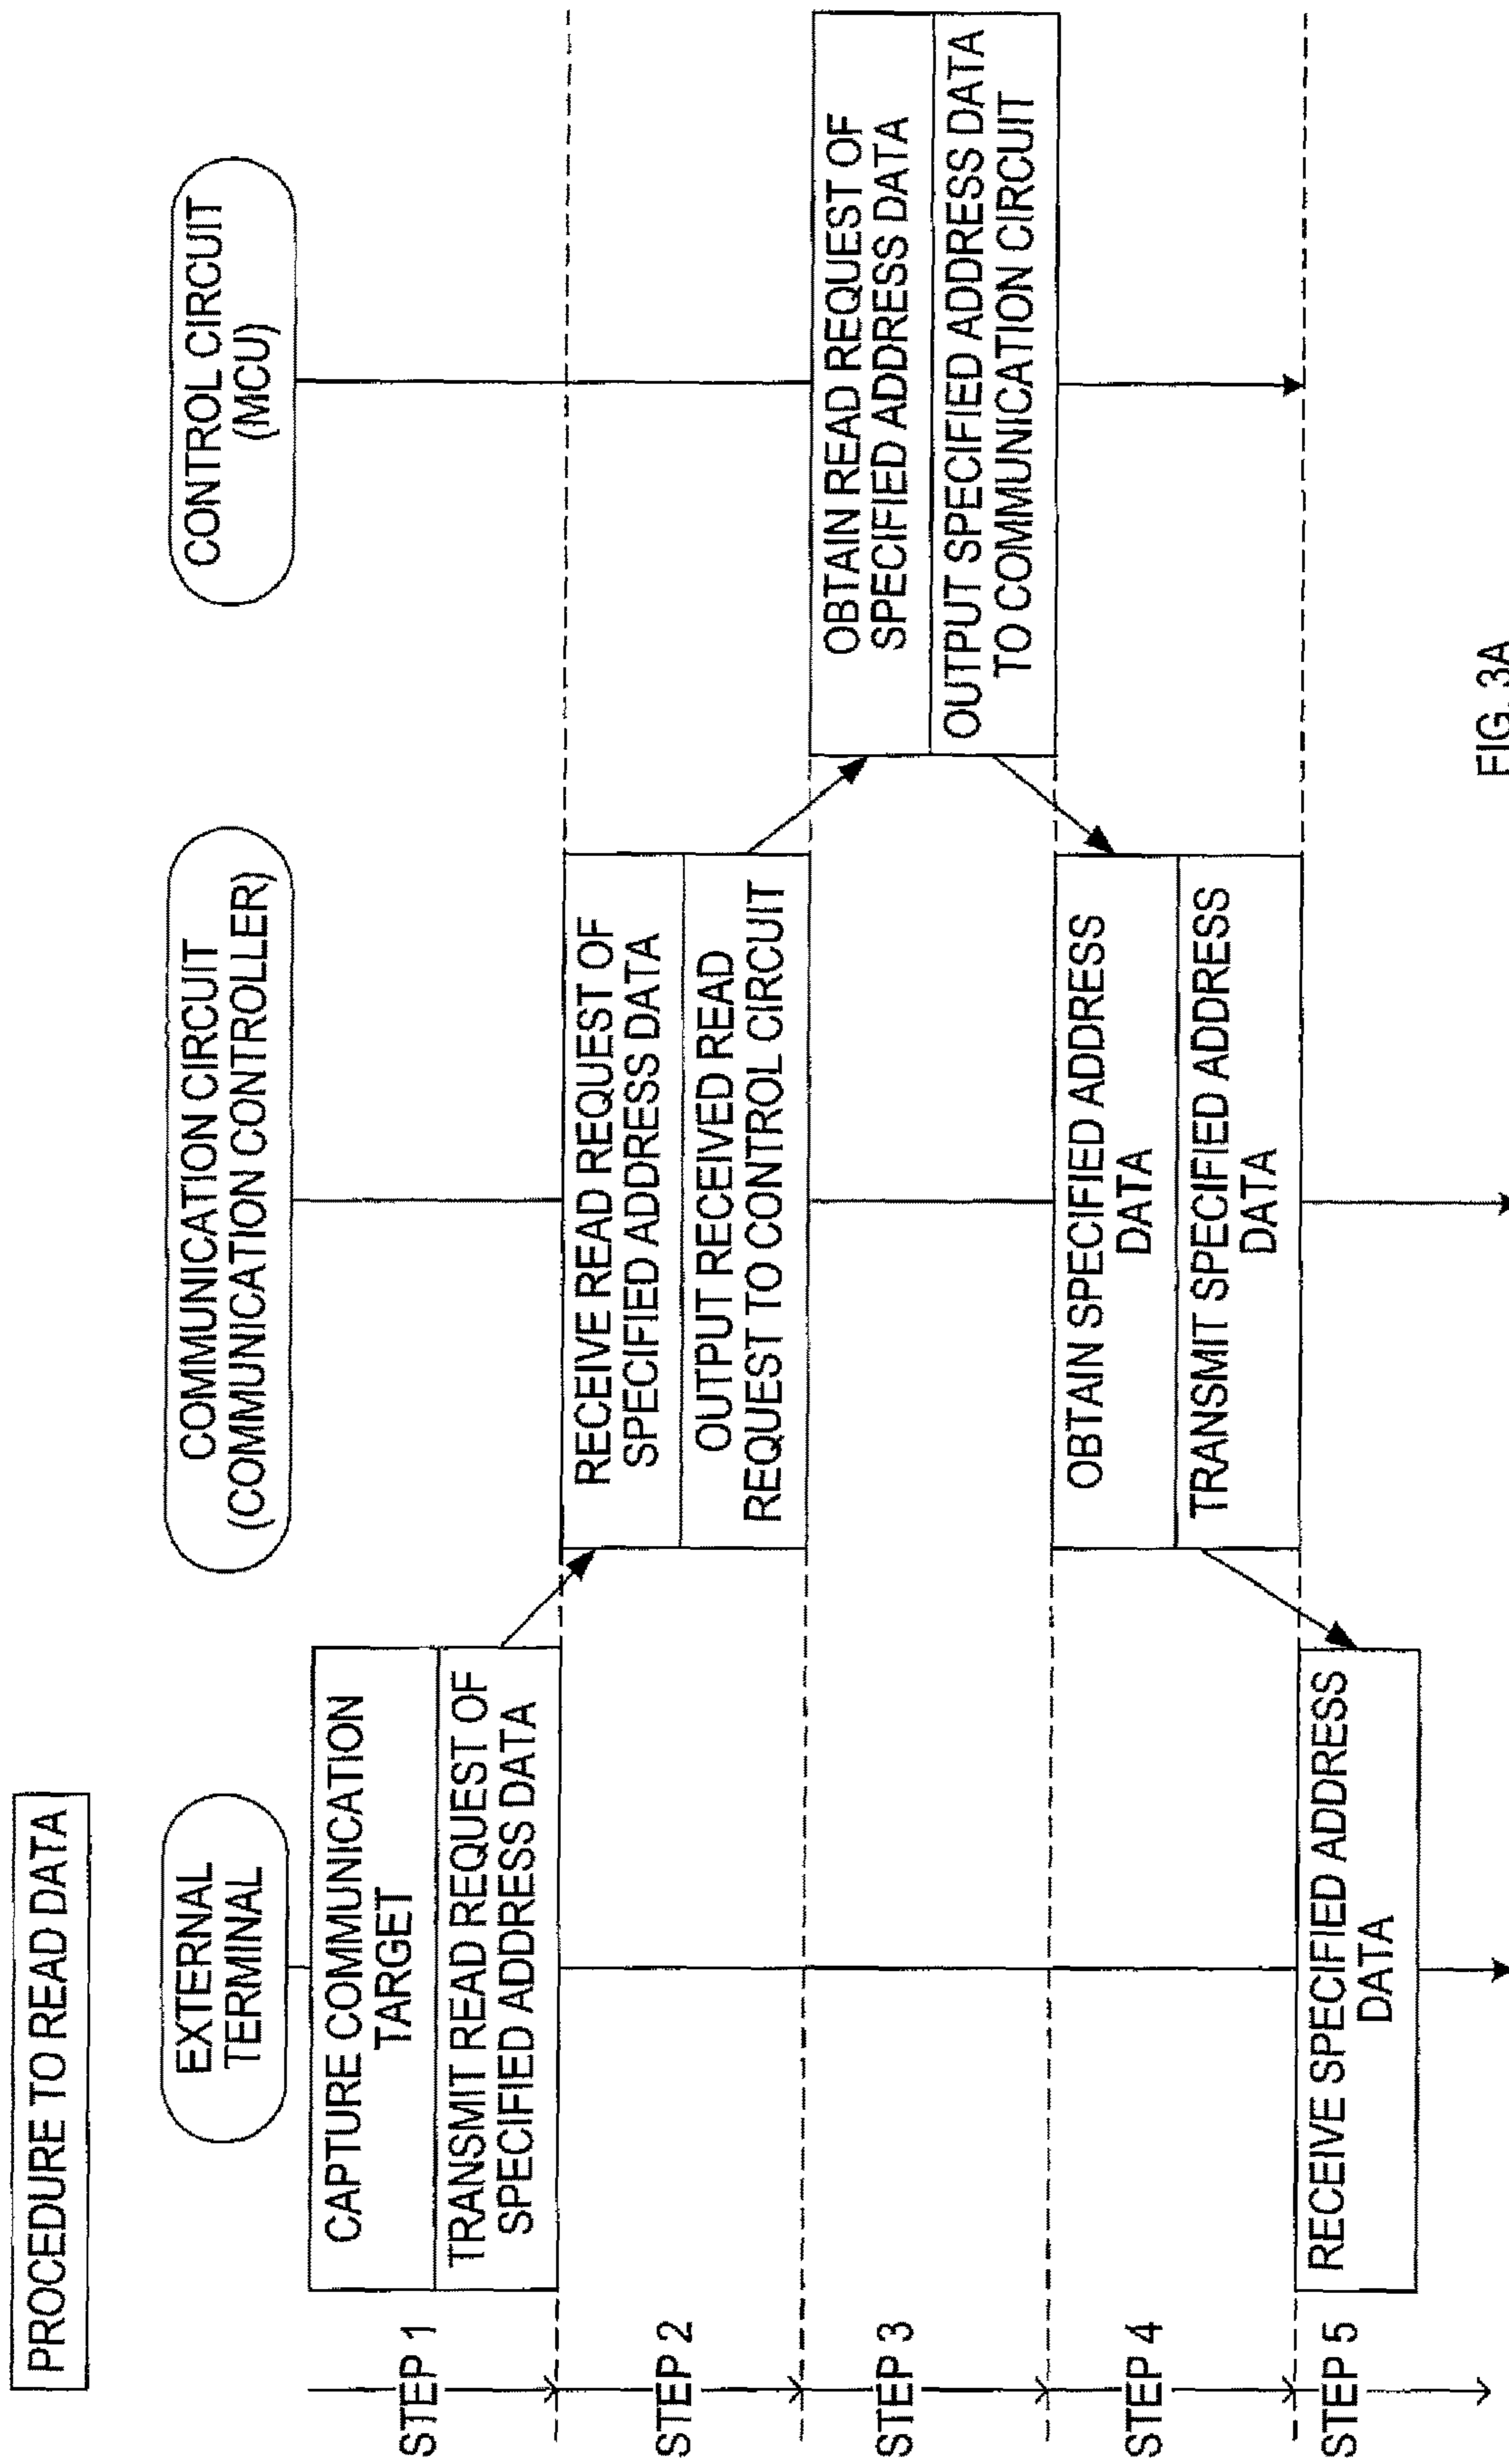 PROCEDURE TO READ DATA
EXTERNAL
TERMINAL
COMMUNICATION CIRCUIT
(COMMUNICATION CONTROLLER)
CONTROL CIRCUIT
(MCU)
STEP 1
CAPTURE COMMUNICATION
TARGET
TRANSMIT READ REQUEST OF
SPECIFIED ADDRESS DATA
STEP 2
RECEIVE READ REQUEST OF
SPECIFIED ADDRESS DATA
OUTPUT RECEIVED READ
REQUEST TO CONTROL CIRCUIT
STEP 3
OBTAIN READ REQUEST OF
SPECIFIED ADDRESS DATA
OUTPUT SPECIFIED ADDRESS DATA
TO COMMUNICATION CIRCUIT
STEP 4
OBTAIN SPECIFIED ADDRESS
DATA
TRANSMIT SPECIFIED ADDRESS
DATA
STEP 5
RECEIVE SPECIFIED ADDRESS
DATA
FIG. 3A